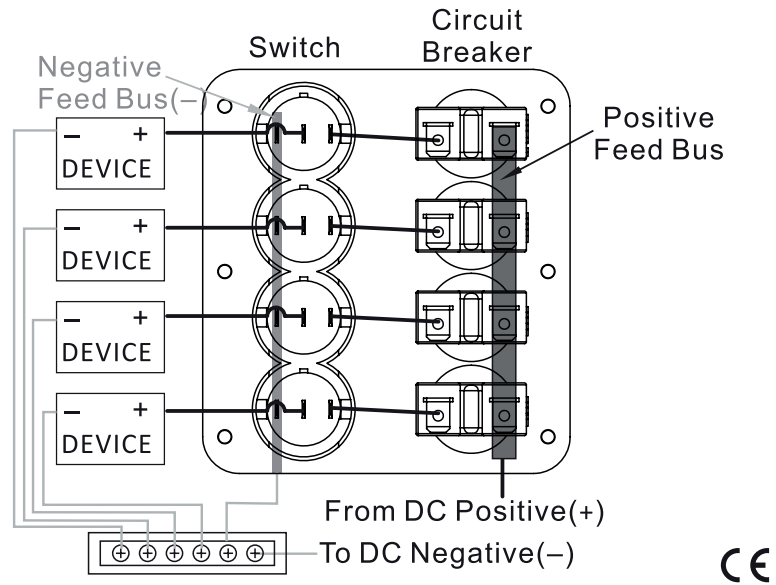 Circuit
Breaker
Switch
Negative
Feed Bus(–)
Positive
Feed Bus
– +
DEVICE
– +
DEVICE
– +
DEVICE
– +
DEVICE
From DC Positive(+)
To DC Negative(–)
CE